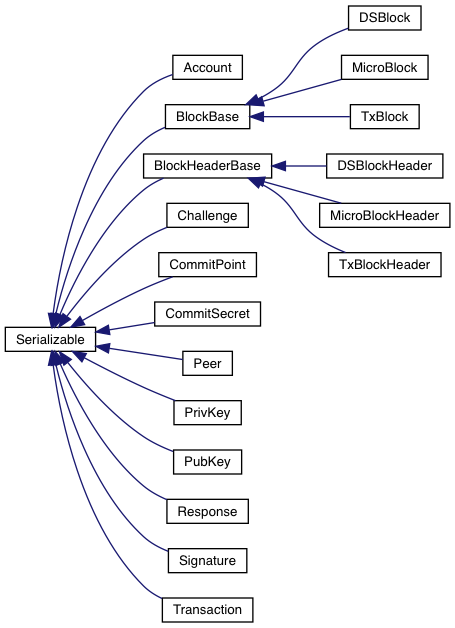 DSBlock
Account
MicroBlock
BlockBase
TxBlock
BlockHeaderBase
DSBlockHeader
Challenge
MicroBlockHeader
CommitPoint
TxBlockHeader
CommitSecret
Serializable
Peer
PrivKey
PubKey
Response
Signature
Transaction